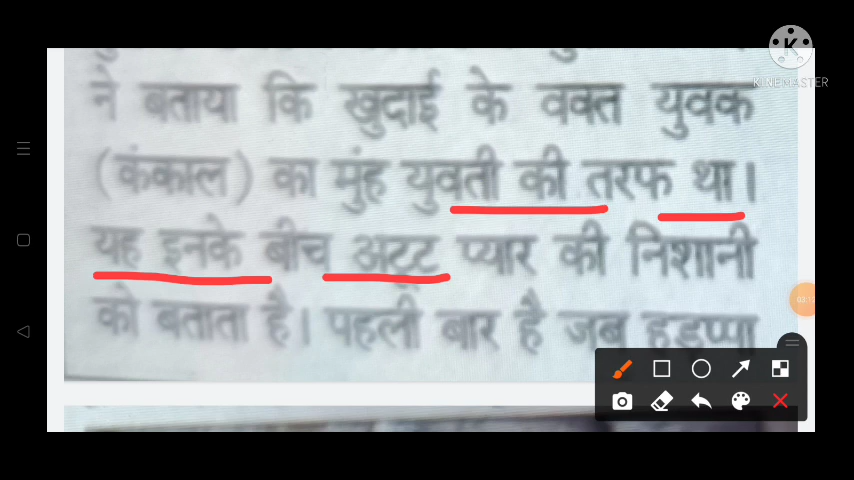 ने बताया कि खुदाई के वक्त युवक
(कंकाल) का मुंह युवती की तरफ था।
यह इनके बीच अटूट प्यार की निशानी
को बताता है। पहली बार है जब हड़प्पा
KINEMASTER